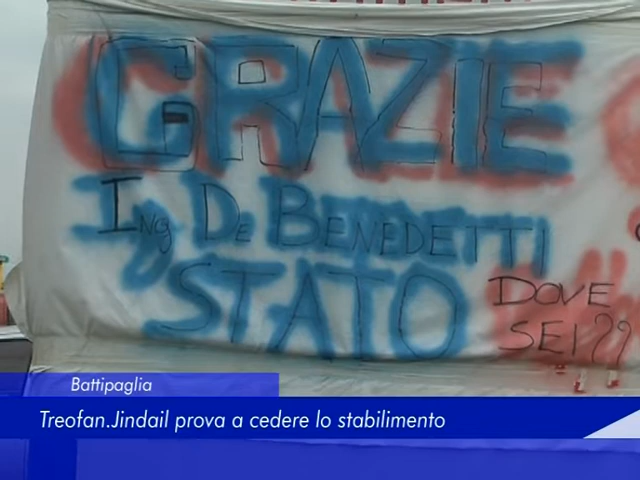 GRAZIE
Ing De BENEDETTI
STATO
DOVE
SEI??
Battipaglia
Treofan.Jindail prova a cedere lo stabilimento